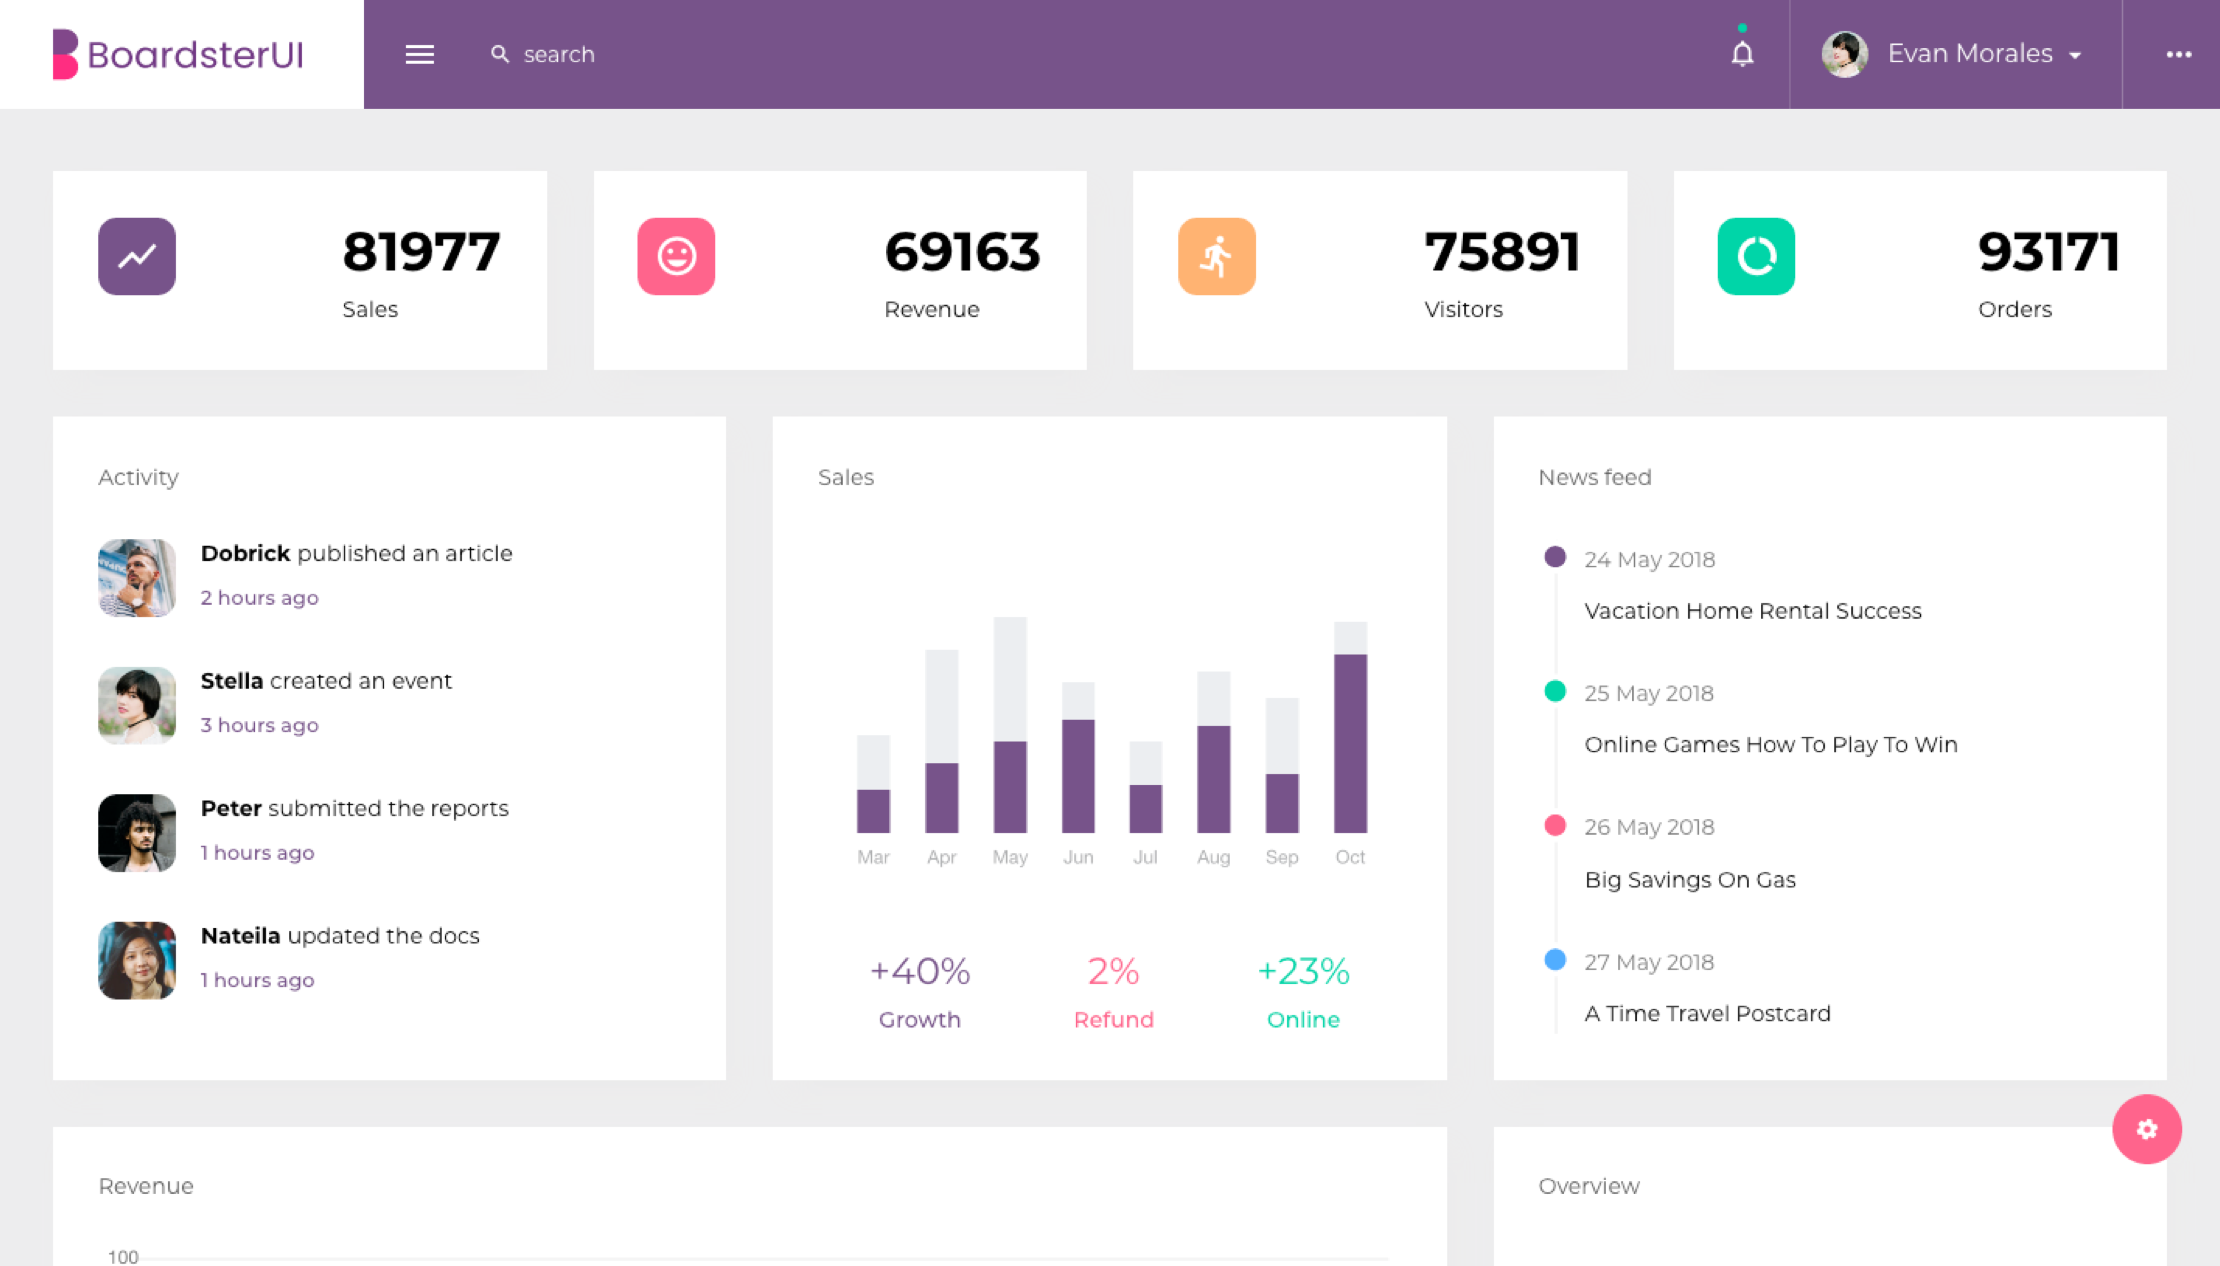 BoardsterUI
search
Evan Morales
81977
Sales
69163
Revenue
75891
Visitors
93171
Orders
Activity
Dobrick published an article
2 hours ago
Stella created an event
3 hours ago
Peter submitted the reports
1 hours ago
Nateila updated the docs
1 hours ago
Sales
Mar Apr May Jun Jul Aug Sep Oct
+40% 2% +23%
Growth Refund Online
News feed
24 May 2018
Vacation Home Rental Success
25 May 2018
Online Games How To Play To Win
26 May 2018
Big Savings On Gas
27 May 2018
A Time Travel Postcard
Revenue
100
Overview